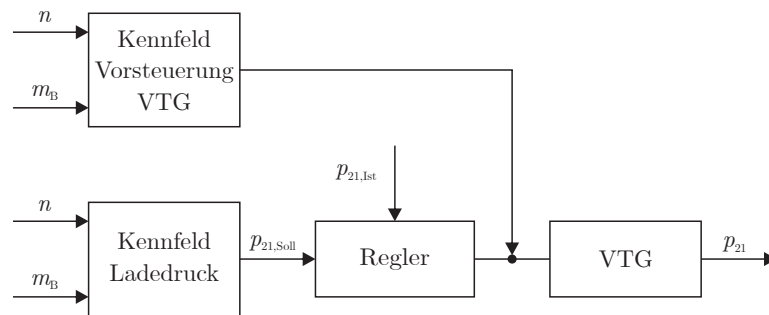 n
Kennfeld
Vorsteuerung
VTG
m_B
p_21,Ist
n
Kennfeld
Ladedruck
m_B
p_21,Soll
Regler
VTG
p_21